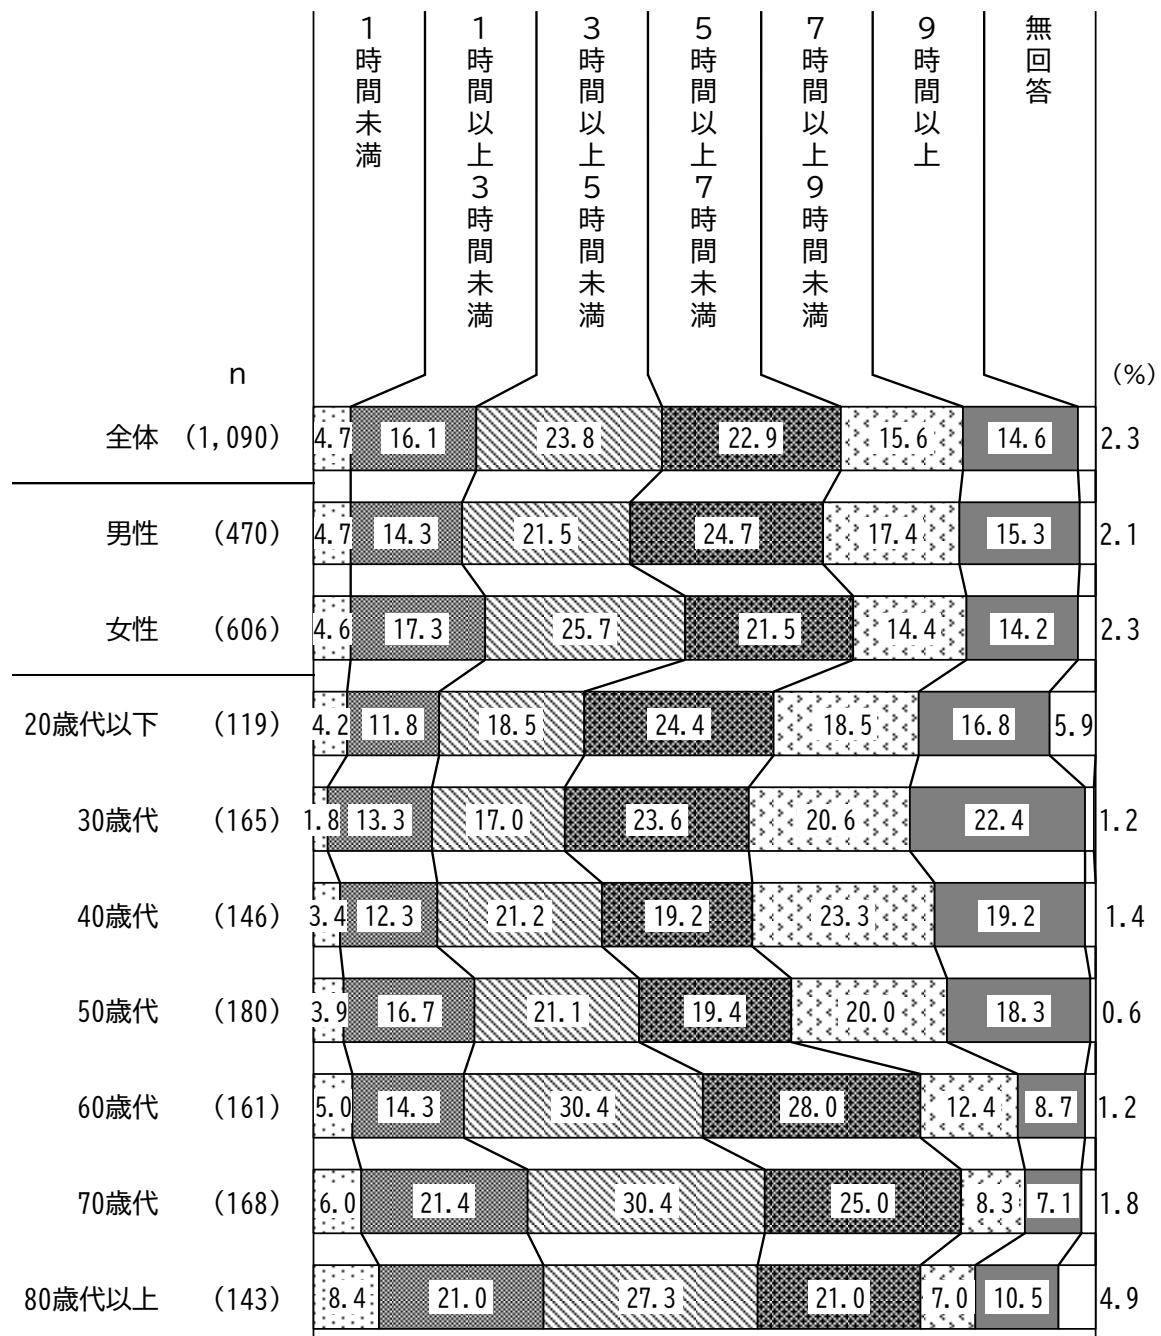 1時間未満
1時間以上3時間未満
3時間以上5時間未満
5時間以上7時間未満
7時間以上9時間未満
9時間以上
無回答
n (%)
全体 (1,090) 4.7 16.1 23.8 22.9 15.6 14.6 2.3
男性 (470) 4.7 14.3 21.5 24.7 17.4 15.3 2.1
女性 (606) 4.6 17.3 25.7 21.5 14.4 14.2 2.3
20歳代以下 (119) 4.2 11.8 18.5 24.4 18.5 16.8 5.9
30歳代 (165) 1.8 13.3 17.0 23.6 20.6 22.4 1.2
40歳代 (146) 3.4 12.3 21.2 19.2 23.3 19.2 1.4
50歳代 (180) 3.9 16.7 21.1 19.4 20.0 18.3 0.6
60歳代 (161) 5.0 14.3 30.4 28.0 12.4 8.7 1.2
70歳代 (168) 6.0 21.4 30.4 25.0 8.3 7.1 1.8
80歳代以上 (143) 8.4 21.0 27.3 21.0 7.0 10.5 4.9